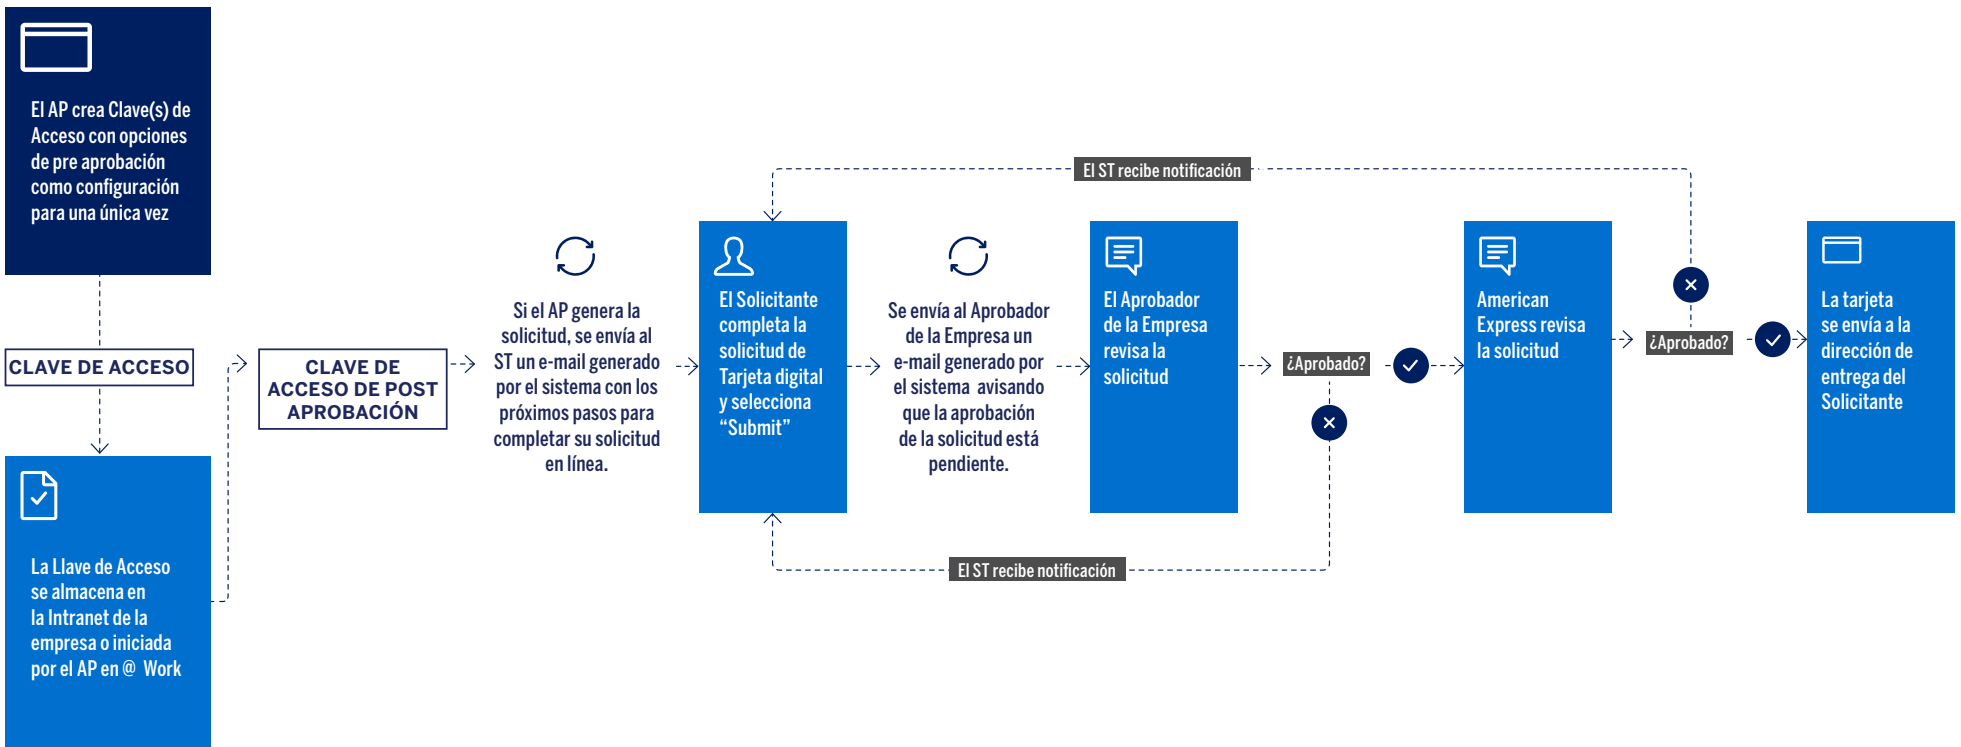 El AP crea Clave(s) de
Acceso con opciones
de pre aprobación
como configuración
para una única vez
CLAVE DE ACCESO
La Llave de Acceso
se almacena en
la Intranet de la
empresa o iniciada
por el AP en @ Work
CLAVE DE
ACCESO DE POST
APROBACIÓN
Si el AP genera la
solicitud, se envía al
ST un e-mail generado
por el sistema con los
próximos pasos para
completar su solicitud
en línea.
El Solicitante
completa la
solicitud de
Tarjeta digital
y selecciona
“Submit”
Se envía al Aprobador
de la Empresa un
e-mail generado por
el sistema avisando
que la aprobación
de la solicitud está
pendiente.
El Aprobador
de la Empresa
revisa la
solicitud
¿Aprobado?
El ST recibe notificación
American
Express revisa
la solicitud
¿Aprobado?
El ST recibe notificación
La tarjeta
se envía a la
dirección de
entrega del
Solicitante